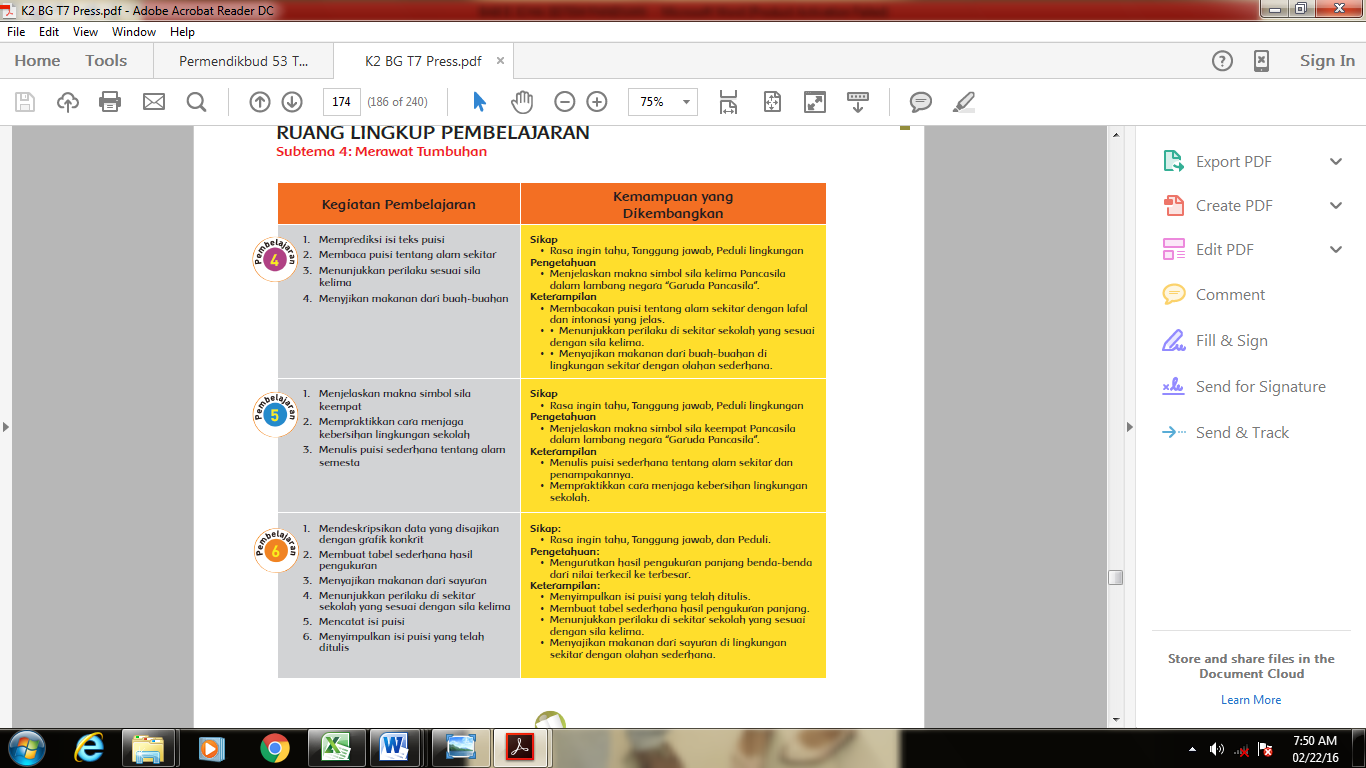 K2 BG T7 Press.pdf - Adobe Acrobat Reader DC
File Edit View Window Help
Home Tools Permendikbud 53 T... K2 BG T7 Press.pdf × Sign In
174 (186 of 240) 75%
RUANG LINGKUP PEMBELAJARAN
Subtema 4: Merawat Tumbuhan
Kegiatan Pembelajaran
Kemampuan yang
Dikembangkan
Pembelajaran
4
1. Memprediksi isi teks puisi
2. Membaca puisi tentang alam sekitar
3. Menunjukkan perilaku sesuai sila
kelima
4. Menyjikan makanan dari buah-buahan
Sikap
• Rasa ingin tahu, Tanggung jawab, Peduli lingkungan
Pengetahuan
• Menjelaskan makna simbol sila kelima Pancasila
dalam lambang negara “Garuda Pancasila”.
Keterampilan
• Membacakan puisi tentang alam sekitar dengan lafal
dan intonasi yang jelas.
• • Menunjukkan perilaku di sekitar sekolah yang sesuai
dengan sila kelima.
• • Menyajikan makanan dari buah-buahan di
lingkungan sekitar dengan olahan sederhana.
Pembelajaran
5
1. Menjelaskan makna simbol sila
keempat
2. Mempraktikkan cara menjaga
kebersihan lingkungan sekolah
3. Menulis puisi sederhana tentang alam
semesta
Sikap
• Rasa ingin tahu, Tanggung jawab, Peduli lingkungan
Pengetahuan
• Menjelaskan makna simbol sila keempat Pancasila
dalam lambang negara “Garuda Pancasila”.
Keterampilan
• Menulis puisi sederhana tentang alam sekitar dan
penampakannya.
• Mempraktikkan cara menjaga kebersihan lingkungan
sekolah.
Pembelajaran
6
1. Mendeskripsikan data yang disajikan
dengan grafik konkrit
2. Membuat tabel sederhana hasil
pengukuran
3. Menyajikan makanan dari sayuran
4. Menunjukkan perilaku di sekitar
sekolah yang sesuai dengan sila kelima
5. Mencatat isi puisi
6. Menyimpulkan isi puisi yang telah
ditulis
Sikap:
• Rasa ingin tahu, Tanggung jawab, dan Peduli.
Pengetahuan:
• Mengurutkan hasil pengukuran panjang benda-benda
dari nilai terkecil ke terbesar.
Keterampilan:
• Menyimpulkan isi puisi yang telah ditulis.
• Membuat tabel sederhana hasil pengukuran panjang.
• Menunjukkan perilaku di sekitar sekolah yang sesuai
dengan sila kelima.
• Menyajikan makanan dari sayuran di lingkungan
sekitar dengan olahan sederhana.
Export PDF
Create PDF
Edit PDF
Comment
Fill & Sign
Send for Signature
Send & Track
Store and share files in the
Document Cloud
Learn More
7:50 AM
02/22/16